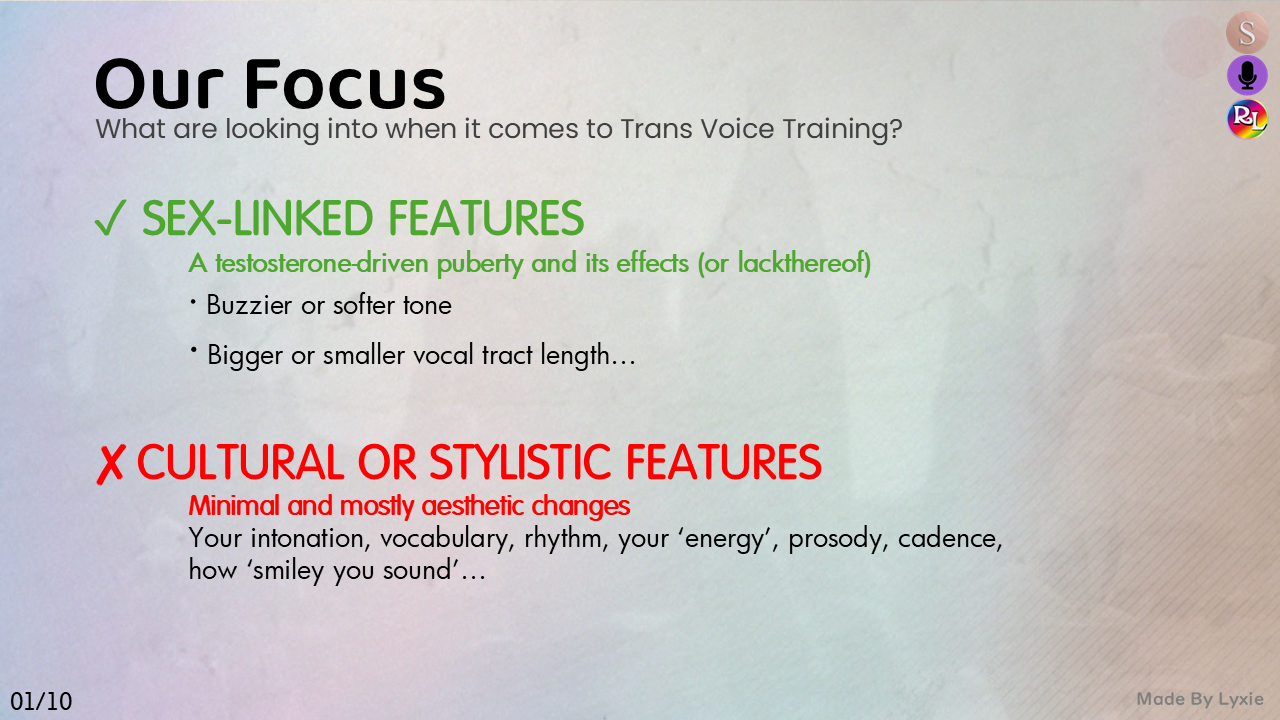 S
Our Focus
What are looking into when it comes to Trans Voice Training?
RL
✓ SEX-LINKED FEATURES
A testosterone-driven puberty and its effects (or lackthereof)
· Buzzier or softer tone
· Bigger or smaller vocal tract length...
✗ CULTURAL OR STYLISTIC FEATURES
Minimal and mostly aesthetic changes
Your intonation, vocabulary, rhythm, your ‘energy’, prosody, cadence,
how ‘smiley you sound’...
01/10
Made By Lyxie